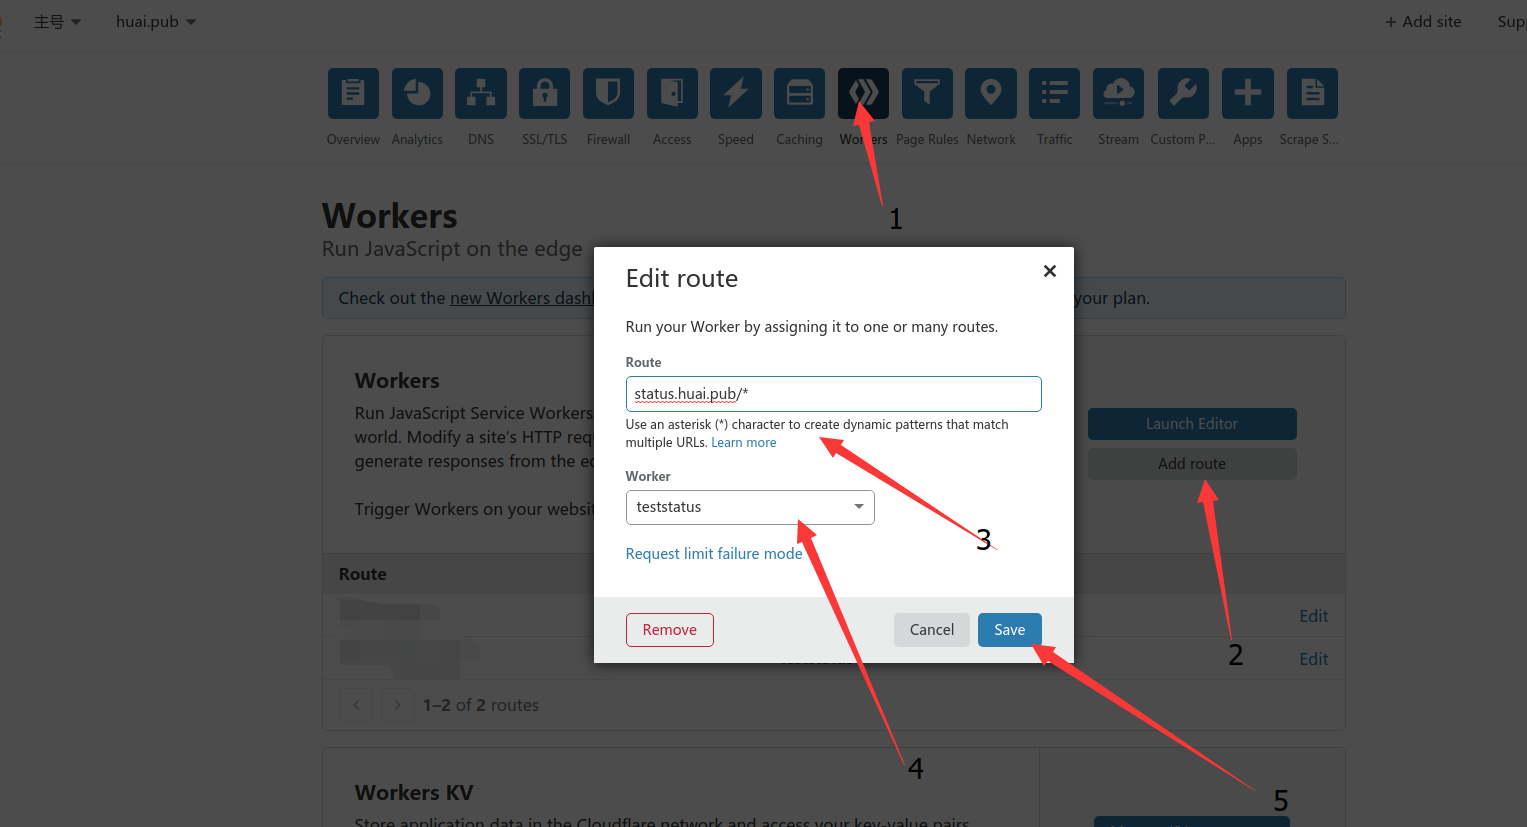 主号 huai.pub + Add site Sup
Overview Analytics DNS SSL/TLS Firewall Access Speed Caching Workers Page Rules Network Traffic Stream Custom P... Apps Scrape S...
1
Workers
Run JavaScript on the edge
Check out the new Workers dash your plan.
Edit route
Run your Worker by assigning it to one or many routes.
Route
status.huai.pub/*
Use an asterisk (*) character to create dynamic patterns that match
multiple URLs. Learn more
Worker
teststatus
Request limit failure mode
Remove Cancel Save
Workers
Run JavaScript Service Workers
world. Modify a site's HTTP req
generate responses from the e
Trigger Workers on your websi
Launch Editor
Add route
3
2
Route
Edit
Edit
1–2 of 2 routes
4
5
Workers KV
Store application data in the Cloudflare network and access your key-value pairs